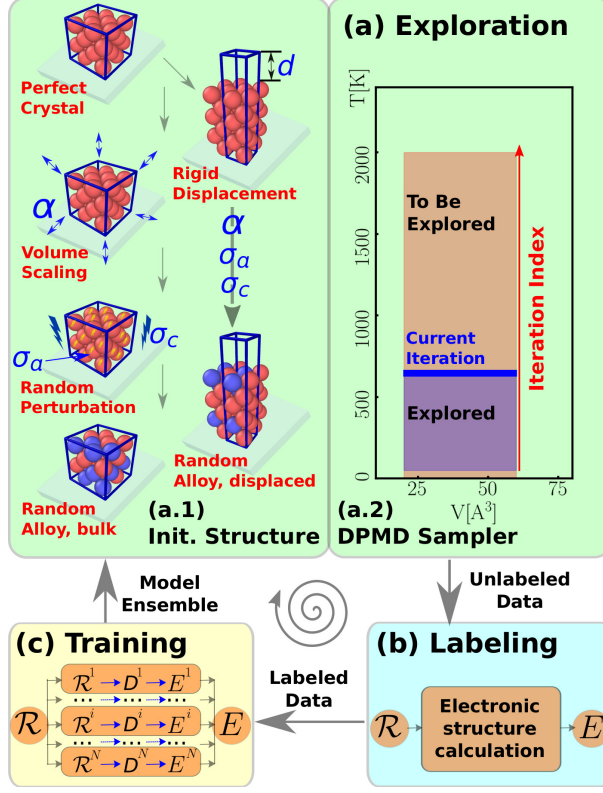 (a) Exploration
Perfect
Crystal
d
Rigid
Displacement
α
Volume
Scaling
α
σₐ
σ_c
σ_c
σₐ
Random
Perturbation
Random
Alloy, bulk
Random
Alloy, displaced
(a.1)
Init. Structure
T[K]
2000
1500
1000
500
0
To Be
Explored
Current
Iteration
Explored
Iteration Index
25
50
75
V[A³]
(a.2)
DPMD Sampler
Model
Ensemble
Unlabeled
Data
(c) Training
ℛ
ℛ¹ D¹ E¹
... ... ...
ℛⁱ Dⁱ Eⁱ
... ... ...
ℛᴺ Dᴺ Eᴺ
E
Labeled
Data
(b) Labeling
ℛ
Electronic
structure
calculation
E